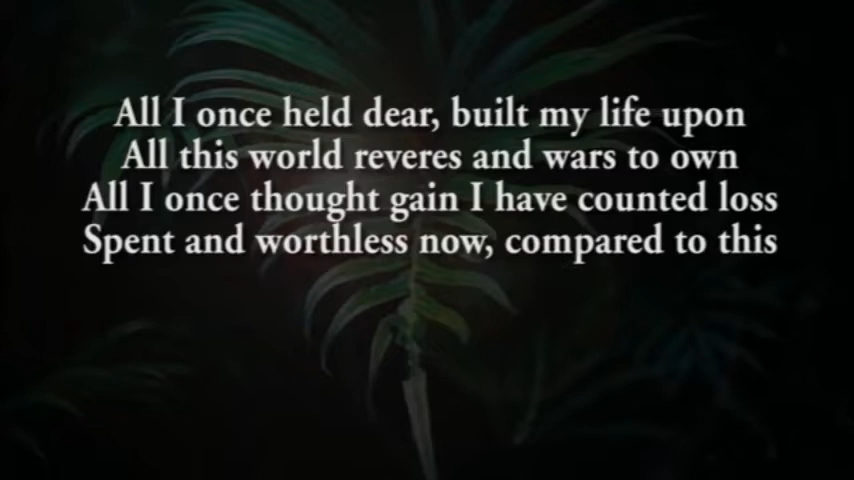 All I once held dear, built my life upon
All this world reveres and wars to own
All I once thought gain I have counted loss
Spent and worthless now, compared to this